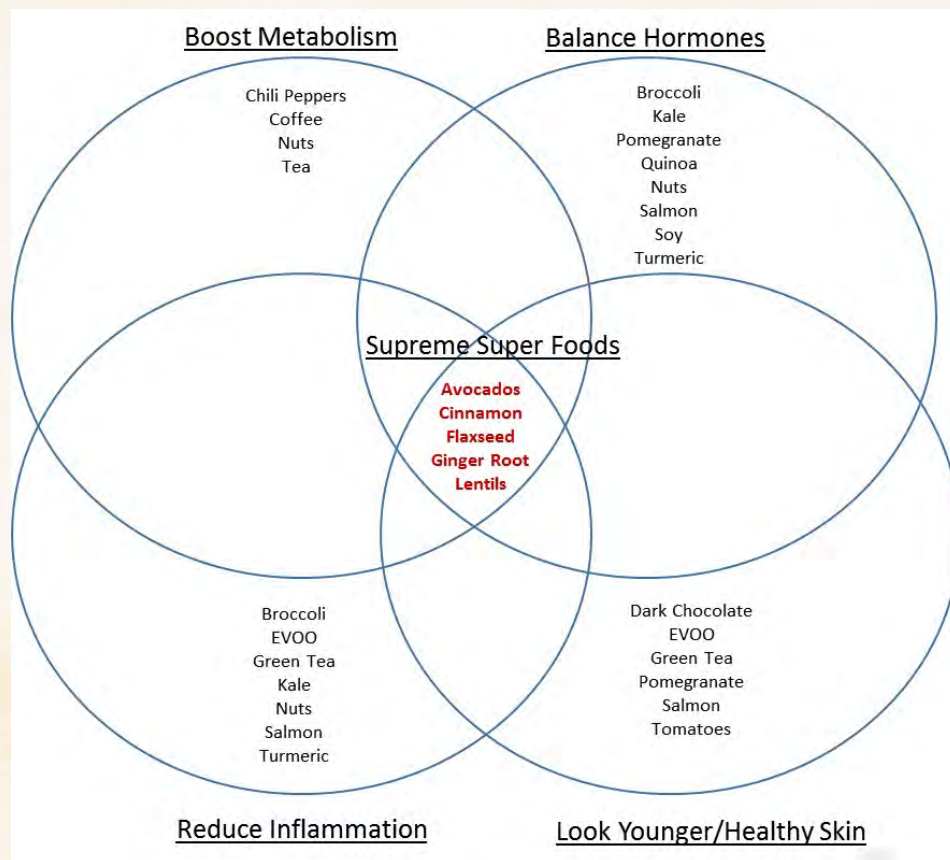 Boost Metabolism
Chili Peppers
Coffee
Nuts
Tea
Balance Hormones
Broccoli
Kale
Pomegranate
Quinoa
Nuts
Salmon
Soy
Turmeric
Supreme Super Foods
Avocados
Cinnamon
Flaxseed
Ginger Root
Lentils
Broccoli
EVOO
Green Tea
Kale
Nuts
Salmon
Turmeric
Reduce Inflammation
Dark Chocolate
EVOO
Green Tea
Pomegranate
Salmon
Tomatoes
Look Younger/Healthy Skin